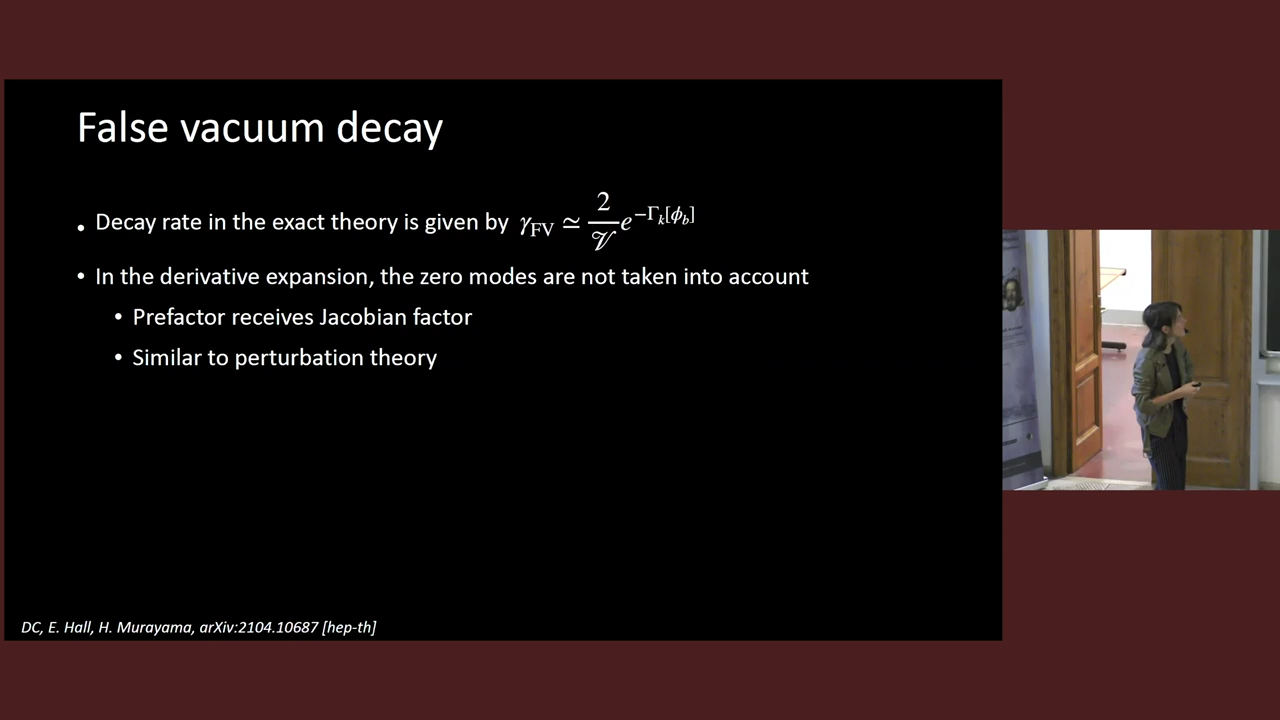 False vacuum decay
• Decay rate in the exact theory is given by γ_FV ≃ 2/𝒱 e^{−Γ_k[ϕ_b]}
• In the derivative expansion, the zero modes are not taken into account
• Prefactor receives Jacobian factor
• Similar to perturbation theory
DC, E. Hall, H. Murayama, arXiv:2104.10687 [hep-th]